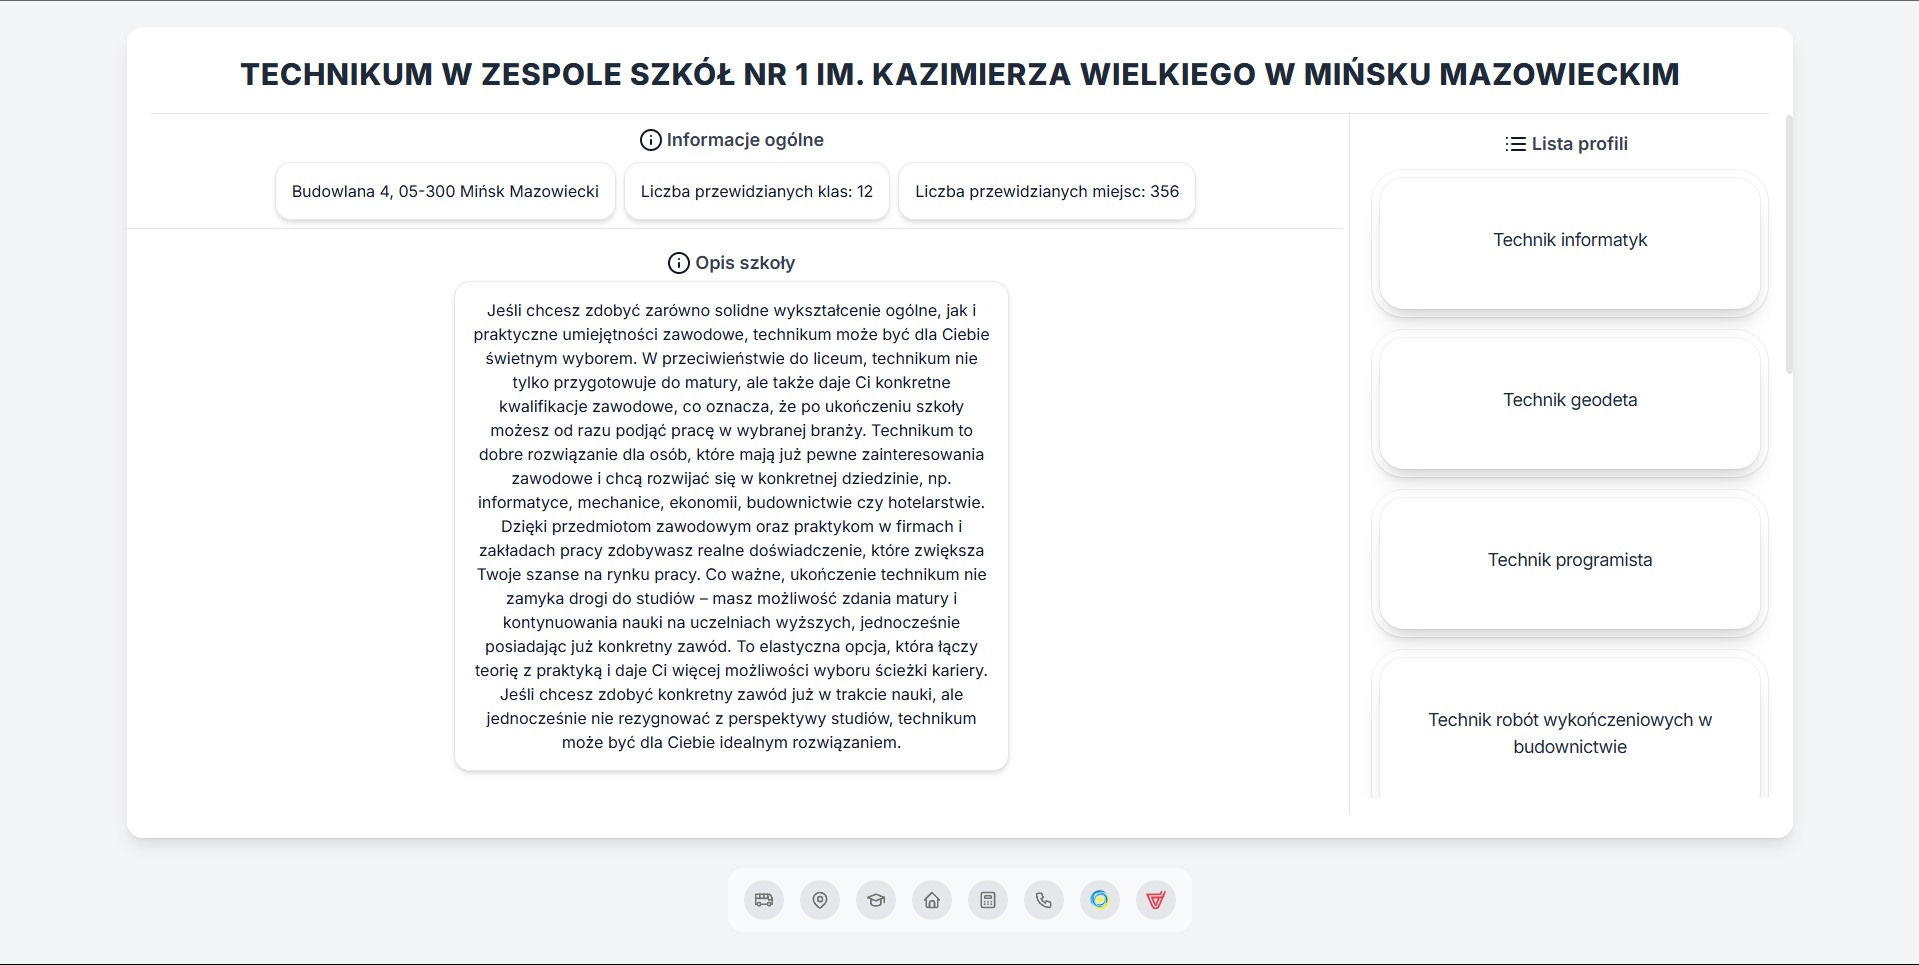 TECHNIKUM W ZESPOLE SZKÓŁ NR 1 IM. KAZIMIERZA WIELKIEGO W MIŃSKU MAZOWIECKIM
Informacje ogólne
Budowlana 4, 05-300 Mińsk Mazowiecki
Liczba przewidzianych klas: 12
Liczba przewidzianych miejsc: 356
Opis szkoły
Jeśli chcesz zdobyć zarówno solidne wykształcenie ogólne, jak i
praktyczne umiejętności zawodowe, technikum może być dla Ciebie
świetnym wyborem. W przeciwieństwie do liceum, technikum nie
tylko przygotowuje do matury, ale także daje Ci konkretne
kwalifikacje zawodowe, co oznacza, że po ukończeniu szkoły
możesz od razu podjąć pracę w wybranej branży. Technikum to
dobre rozwiązanie dla osób, które mają już pewne zainteresowania
zawodowe i chcą rozwijać się w konkretnej dziedzinie, np.
informatyce, mechanice, ekonomii, budownictwie czy hotelarstwie.
Dzięki przedmiotom zawodowym oraz praktykom w firmach i
zakładach pracy zdobywasz realne doświadczenie, które zwiększa
Twoje szanse na rynku pracy. Co ważne, ukończenie technikum nie
zamyka drogi do studiów – masz możliwość zdania matury i
kontynuowania nauki na uczelniach wyższych, jednocześnie
posiadając już konkretny zawód. To elastyczna opcja, która łączy
teorię z praktyką i daje Ci więcej możliwości wyboru ścieżki kariery.
Jeśli chcesz zdobyć konkretny zawód już w trakcie nauki, ale
jednocześnie nie rezygnować z perspektywy studiów, technikum
może być dla Ciebie idealnym rozwiązaniem.
Lista profili
Technik informatyk
Technik geodeta
Technik programista
Technik robót wykończeniowych w
budownictwie